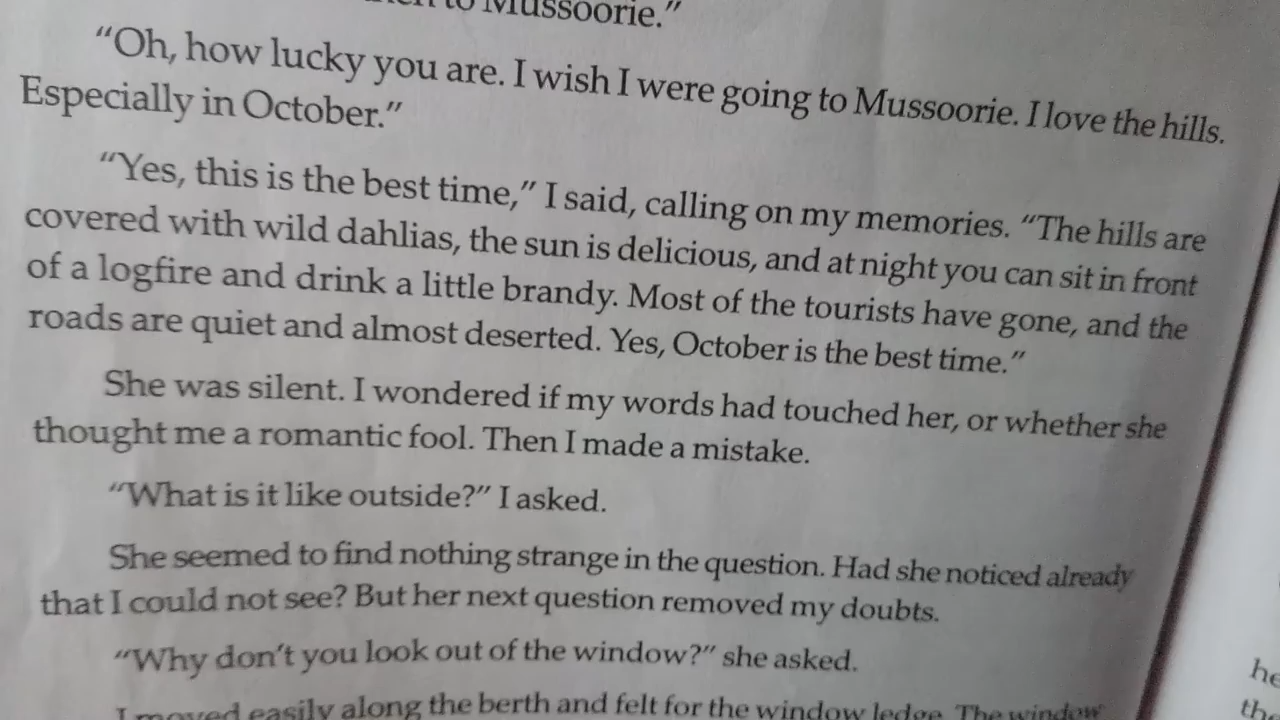 to Mussoorie.”
“Oh, how lucky you are. I wish I were going to Mussoorie. I love the hills.
Especially in October.”
“Yes, this is the best time,” I said, calling on my memories. “The hills are
covered with wild dahlias, the sun is delicious, and at night you can sit in front
of a logfire and drink a little brandy. Most of the tourists have gone, and the
roads are quiet and almost deserted. Yes, October is the best time.”
She was silent. I wondered if my words had touched her, or whether she
thought me a romantic fool. Then I made a mistake.
“What is it like outside?” I asked.
She seemed to find nothing strange in the question. Had she noticed already
that I could not see? But her next question removed my doubts.
“Why don’t you look out of the window?” she asked.
I moved easily along the berth and felt for the window ledge. The window